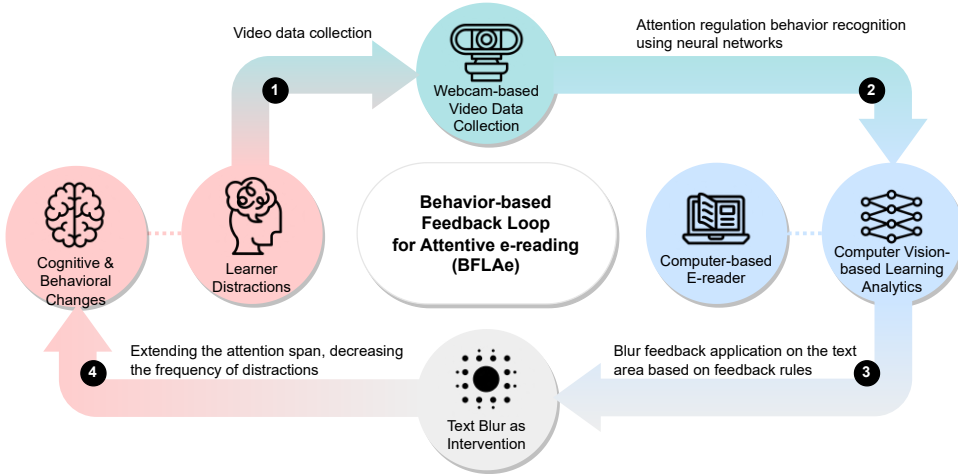 Video data collection
1
Webcam-based
Video Data
Collection
Attention regulation behavior recognition
using neural networks
2
Cognitive &
Behavioral
Changes
Learner
Distractions
Behavior-based
Feedback Loop
for Attentive e-reading
(BFLAe)
Computer-based
E-reader
Computer Vision-
based Learning
Analytics
3
Blur feedback application on the text
area based on feedback rules
Text Blur as
Intervention
4
Extending the attention span, decreasing
the frequency of distractions